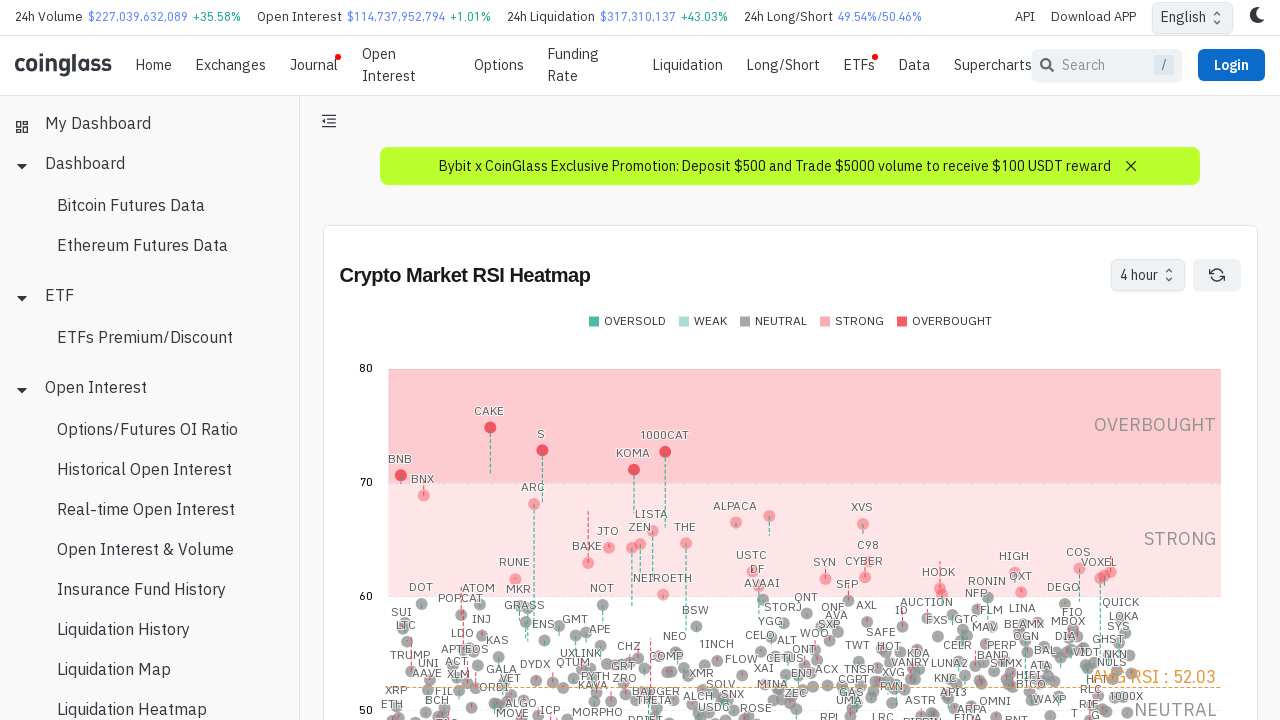 24h Volume $227,039,632,089 +35.58% Open Interest $114,737,952,794 +1.01% 24h Liquidation $317,310,137 +43.03% 24h Long/Short 49.54%/50.46% API Download APP English
coinglass Home Exchanges Journal Open Interest Options Funding Rate Liquidation Long/Short ETFs Data Supercharts Search / Login
My Dashboard
Dashboard
Bitcoin Futures Data
Ethereum Futures Data
ETF
ETFs Premium/Discount
Open Interest
Options/Futures OI Ratio
Historical Open Interest
Real-time Open Interest
Open Interest & Volume
Insurance Fund History
Liquidation History
Liquidation Map
Liquidation Heatmap
Bybit x CoinGlass Exclusive Promotion: Deposit $500 and Trade $5000 volume to receive $100 USDT reward
Crypto Market RSI Heatmap
4 hour
OVERSOLD WEAK NEUTRAL STRONG OVERBOUGHT
80
CAKE
OVERBOUGHT
S 1000CAT
BNB KOMA
BNX
70
ARC
LISTA ALPACA XVS
JTO ZEN THE
STRONG
BAKE C98
RUNE USTC SYN CYBER HIGH COS VOXEL
DF HOOK
NEIROETH AVAAI SFP RONIN OXT
DOT ATOM MKR NOT NFP DEGO
60
POPCAT GRASS BSW STORJ QNT ONE AXL ID AUCTION FLM LINA FIO QUICK
SUI LTC INJ ENS GMT APE YGG AVA SXP FXS GTC MAV BEAMX MBOX LOKA SYS
LDO KAS NEO CELO ALT WOO SAFE OGN DIA
TRUMP APT EOS UXLINK CHZ COMP 1INCH CETUS ONT TWT HOT CELR PERP BAL VIDT GHST NKN
UNI ACT DYDX QTUM GRT FLOW XAI ENJ ACX TNSR KDA VANRY LUNA2 BAND STMX ATA NULS
AAVE XLM GALA VET PYTH ZRO XMR SOLV MINA CGPT XVG KNC HIFI
AVG RSI : 52.03
XRP FIL ORDI KAVA BADGER ALCH SNX ZEC GAS RVN API3 BICO RLC 1000X
ETH BCH ALGO MOVE ICP MORPHO THETA USDC ROSE UMA ASTR OMNI WAXP
NEUTRAL
50
DRIFT RPL LRC ARPA BNT